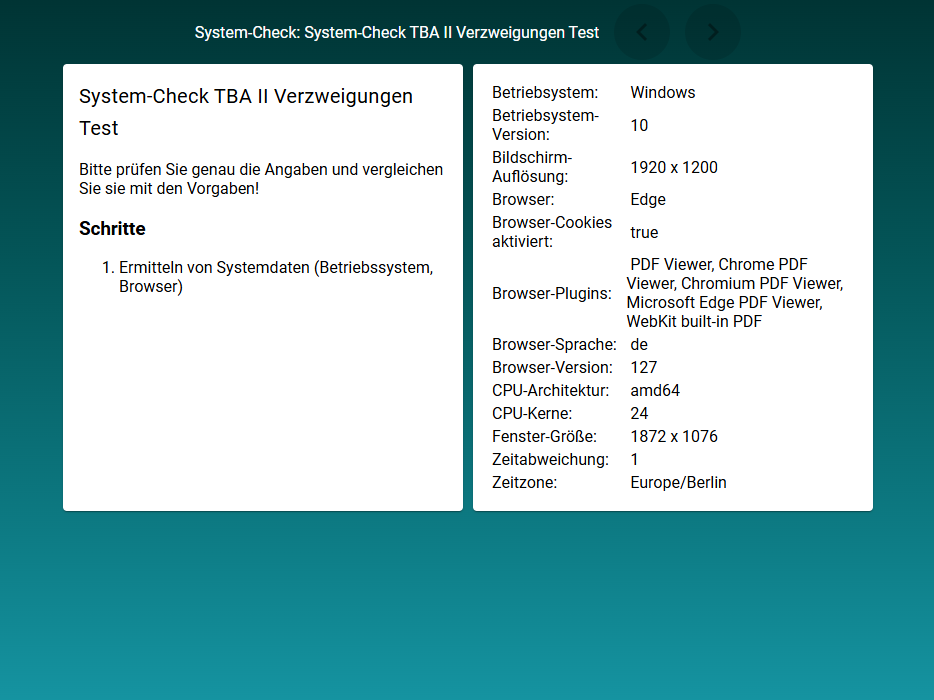 System-Check: System-Check TBA II Verzweigungen Test
System-Check TBA II Verzweigungen
Test
Bitte prüfen Sie genau die Angaben und vergleichen
Sie sie mit den Vorgaben!
Schritte
1. Ermitteln von Systemdaten (Betriebssystem,
Browser)
Betriebsystem: Windows
Betriebsystem-
Version: 10
Bildschirm-
Auflösung: 1920 x 1200
Browser: Edge
Browser-Cookies
aktiviert: true
Browser-Plugins: PDF Viewer, Chrome PDF
Viewer, Chromium PDF Viewer,
Microsoft Edge PDF Viewer,
WebKit built-in PDF
Browser-Sprache: de
Browser-Version: 127
CPU-Architektur: amd64
CPU-Kerne: 24
Fenster-Größe: 1872 x 1076
Zeitabweichung: 1
Zeitzone: Europe/Berlin